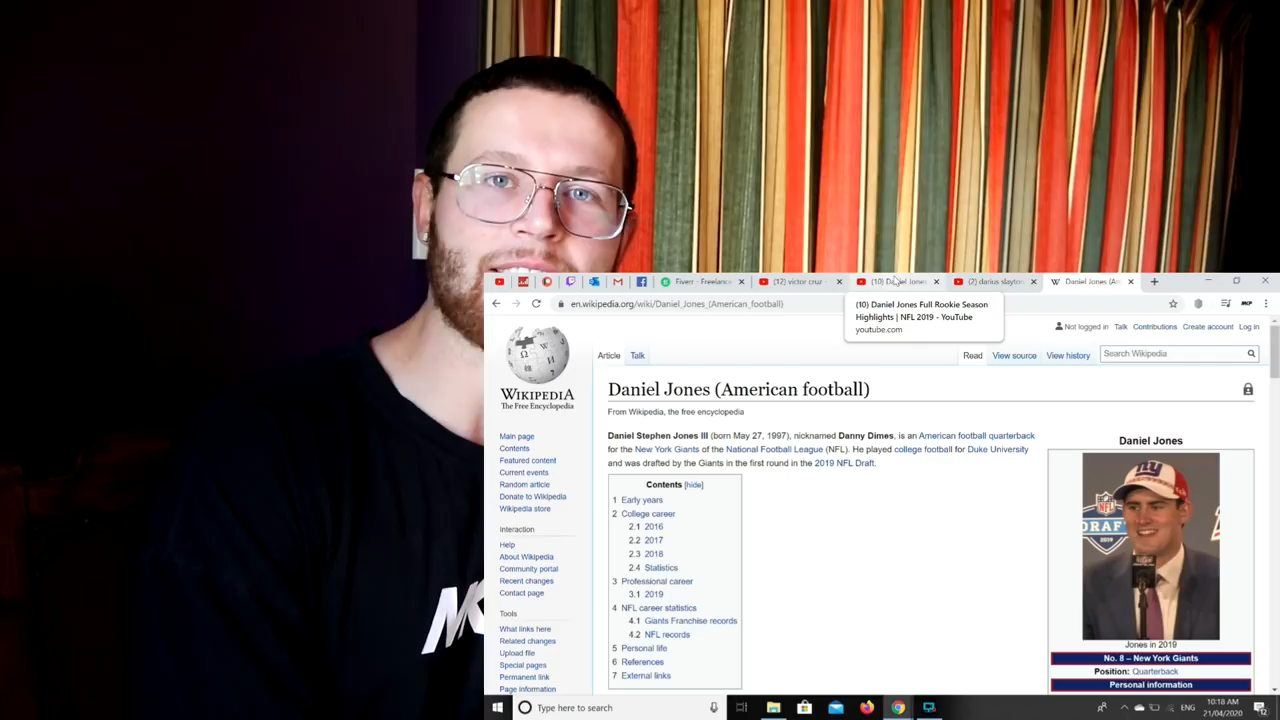 Fiverr - Freelance
(12) victor cruz -
(10) Daniel Jones
(2) darius slayton
Daniel Jones (Am
en.wikipedia.org/wiki/Daniel_Jones_(American_football)
(10) Daniel Jones Full Rookie Season
Highlights | NFL 2019 - YouTube
youtube.com
Not logged in Talk Contributions Create account Log in
Article Talk
Read View source View history
Search Wikipedia
WIKIPEDIA
The Free Encyclopedia
Main page
Contents
Featured content
Current events
Random article
Donate to Wikipedia
Wikipedia store
Interaction
Help
About Wikipedia
Community portal
Recent changes
Contact page
Tools
What links here
Related changes
Upload file
Special pages
Permanent link
Page information
Daniel Jones (American football)
From Wikipedia, the free encyclopedia
Daniel Stephen Jones III (born May 27, 1997), nicknamed Danny Dimes, is an American football quarterback
for the New York Giants of the National Football League (NFL). He played college football for Duke University
and was drafted by the Giants in the first round in the 2019 NFL Draft.
Contents [hide]
1 Early years
2 College career
2.1 2016
2.2 2017
2.3 2018
2.4 Statistics
3 Professional career
3.1 2019
4 NFL career statistics
4.1 Giants Franchise records
4.2 NFL records
5 Personal life
6 References
7 External links
Daniel Jones
ny
NFL
DRAFT
2019
Jones in 2019
No. 8 – New York Giants
Position: Quarterback
Personal information
Type here to search
ENG
10:18 AM
21/04/2020
12